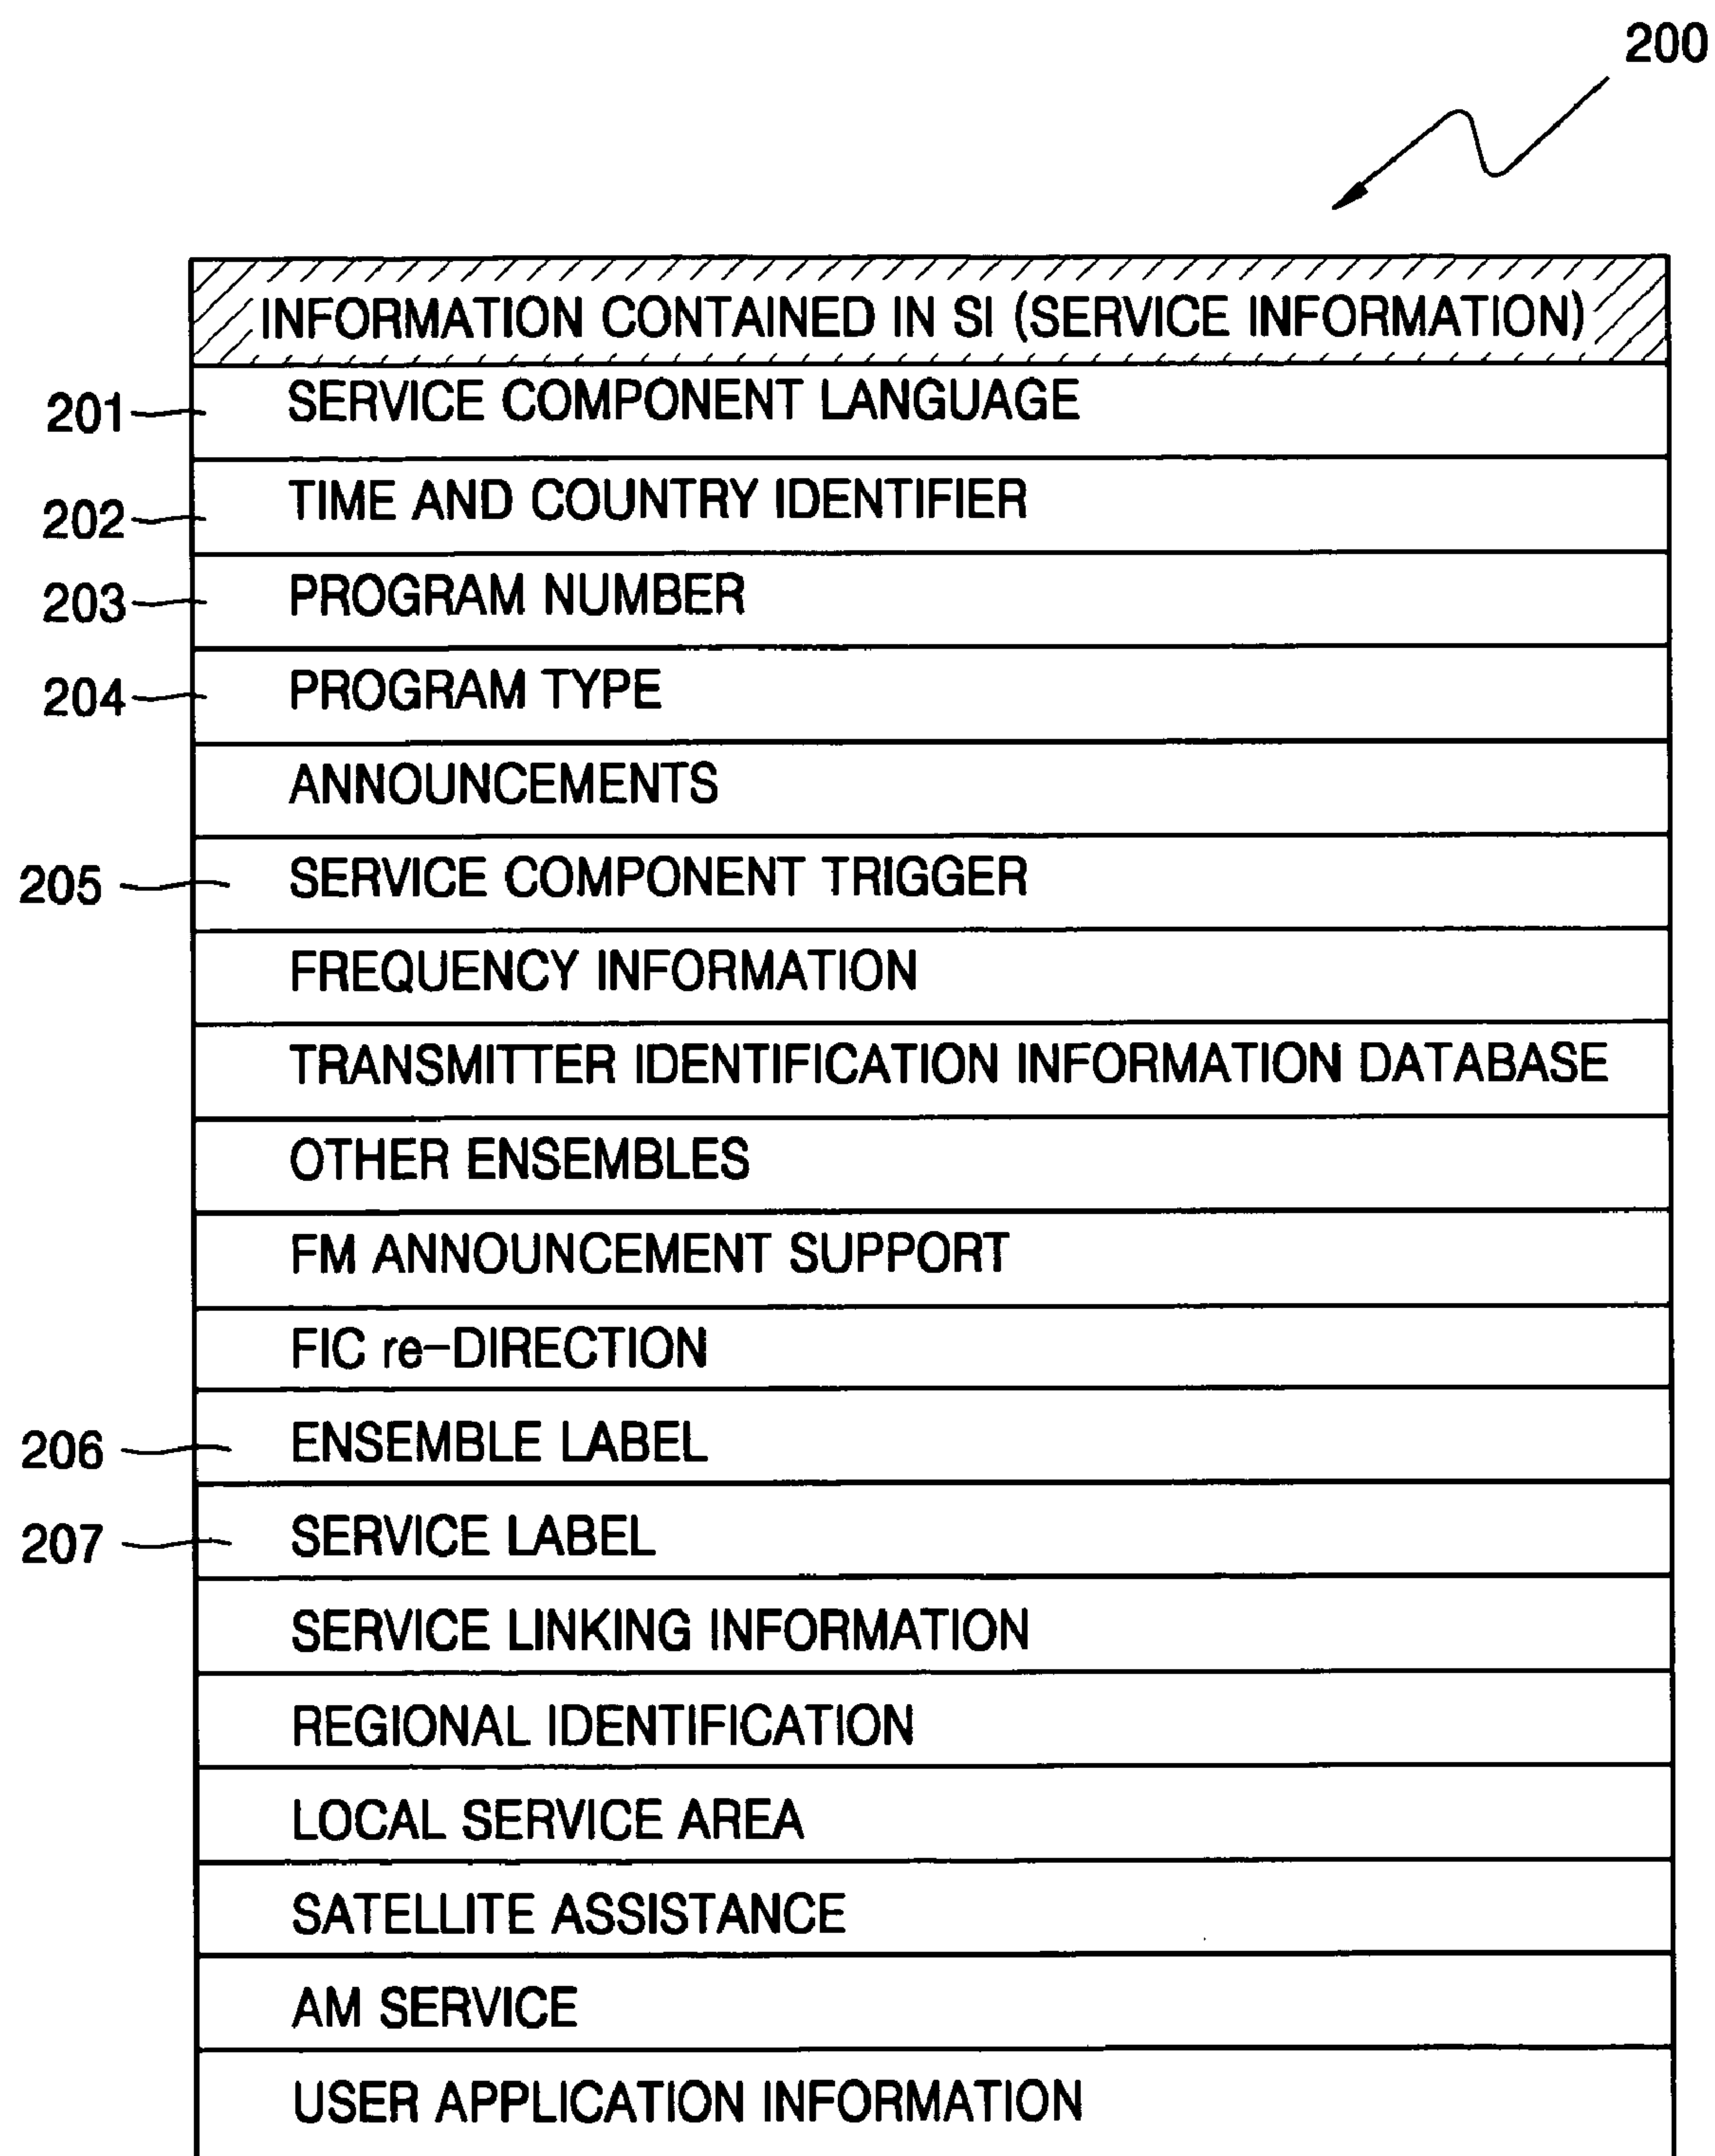 200
INFORMATION CONTAINED IN SI (SERVICE INFORMATION)
201 SERVICE COMPONENT LANGUAGE
202 TIME AND COUNTRY IDENTIFIER
203 PROGRAM NUMBER
204 PROGRAM TYPE
ANNOUNCEMENTS
205 SERVICE COMPONENT TRIGGER
FREQUENCY INFORMATION
TRANSMITTER IDENTIFICATION INFORMATION DATABASE
OTHER ENSEMBLES
FM ANNOUNCEMENT SUPPORT
FIC re-DIRECTION
206 ENSEMBLE LABEL
207 SERVICE LABEL
SERVICE LINKING INFORMATION
REGIONAL IDENTIFICATION
LOCAL SERVICE AREA
SATELLITE ASSISTANCE
AM SERVICE
USER APPLICATION INFORMATION